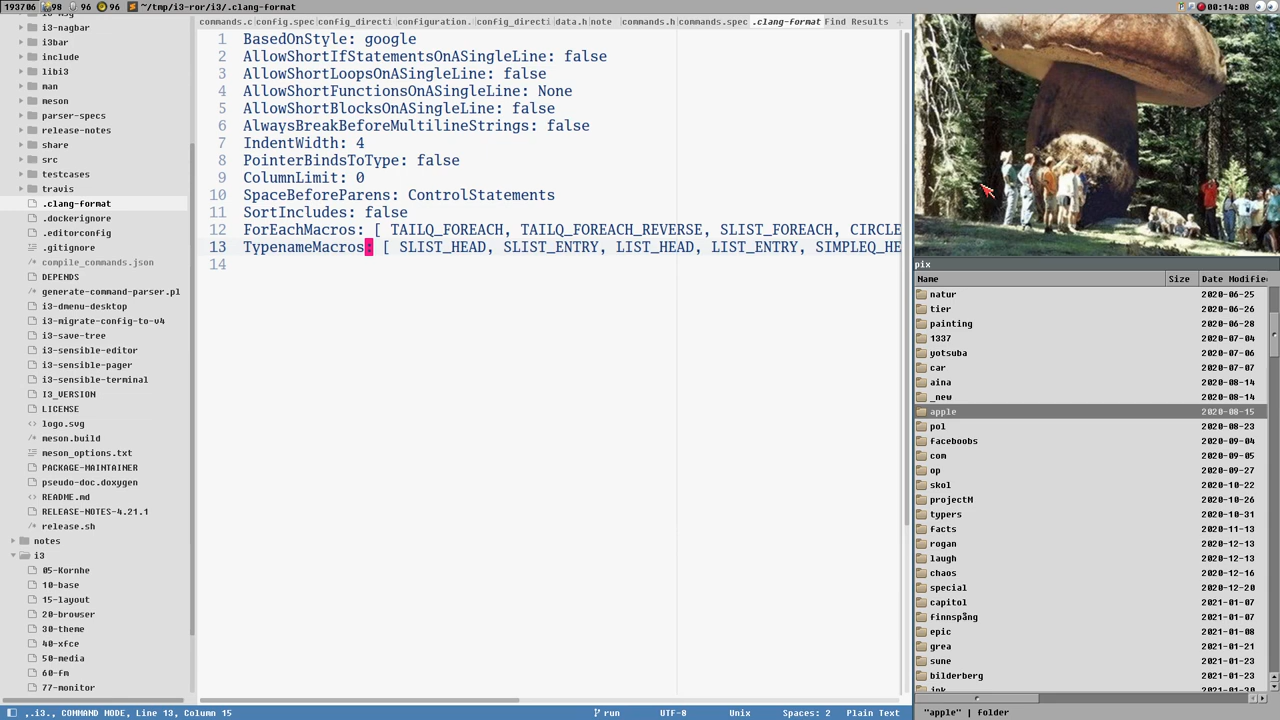 193706 98 96 96 ~/tmp/i3-ror/i3/.clang-format 00:14:08
i3-nagbar
i3bar
include
libi3
man
meson
parser-specs
release-notes
share
src
testcases
travis
.clang-format
.dockerignore
.editorconfig
.gitignore
compile_commands.json
DEPENDS
generate-command-parser.pl
i3-dmenu-desktop
i3-migrate-config-to-v4
i3-save-tree
i3-sensible-editor
i3-sensible-pager
i3-sensible-terminal
I3_VERSION
LICENSE
logo.svg
meson.build
meson_options.txt
PACKAGE-MAINTAINER
pseudo-doc.doxygen
README.md
RELEASE-NOTES-4.21.1
release.sh
notes
i3
05-Kornhe
10-base
15-layout
20-browser
30-theme
40-xfce
50-media
60-fm
77-monitor
commands.c config.spec config_directi configuration. config_directi data.h note commands.h commands.spec .clang-format Find Results +
1 BasedOnStyle: google
2 AllowShortIfStatementsOnASingleLine: false
3 AllowShortLoopsOnASingleLine: false
4 AllowShortFunctionsOnASingleLine: None
5 AllowShortBlocksOnASingleLine: false
6 AlwaysBreakBeforeMultilineStrings: false
7 IndentWidth: 4
8 PointerBindsToType: false
9 ColumnLimit: 0
10 SpaceBeforeParens: ControlStatements
11 SortIncludes: false
12 ForEachMacros: [ TAILQ_FOREACH, TAILQ_FOREACH_REVERSE, SLIST_FOREACH, CIRCLE
13 TypenameMacros: [ SLIST_HEAD, SLIST_ENTRY, LIST_HEAD, LIST_ENTRY, SIMPLEQ_HE
14
pix
Name Size Date Modifie
natur 2020-06-25
tier 2020-06-26
painting 2020-06-28
1337 2020-07-04
yotsuba 2020-07-06
car 2020-07-07
aina 2020-08-14
_new 2020-08-14
apple 2020-08-15
pol 2020-08-23
faceboobs 2020-09-04
com 2020-09-05
op 2020-09-27
skol 2020-10-22
projectM 2020-10-26
typers 2020-10-31
facts 2020-11-13
rogan 2020-12-13
laugh 2020-12-13
chaos 2020-12-16
special 2020-12-20
capitol 2021-01-07
finnspång 2021-01-07
epic 2021-01-08
grea 2021-01-21
sune 2021-01-23
bilderberg 2021-01-23
"apple" | folder
,.i3., COMMAND MODE, Line 13, Column 15 run UTF-8 Unix Spaces: 2 Plain Text